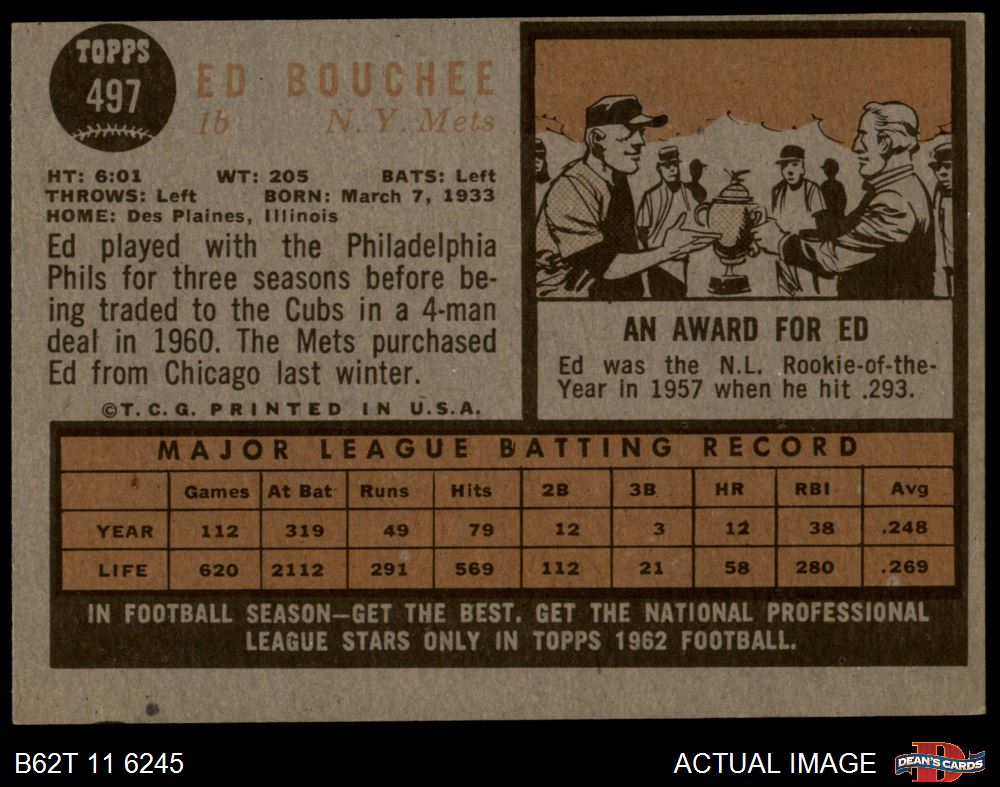 TOPPS
497
ED BOUCHEE
1b N.Y. Mets
HT: 6:01 WT: 205 BATS: Left
THROWS: Left BORN: March 7, 1933
HOME: Des Plaines, Illinois
Ed played with the Philadelphia
Phils for three seasons before be-
ing traded to the Cubs in a 4-man
deal in 1960. The Mets purchased
Ed from Chicago last winter.
©T.C.G. PRINTED IN U.S.A.
AN AWARD FOR ED
Ed was the N.L. Rookie-of-the-
Year in 1957 when he hit .293.
MAJOR LEAGUE BATTING RECORD
Games At Bat Runs Hits 2B 3B HR RBI Avg
YEAR 112 319 49 79 12 3 12 38 .248
LIFE 620 2112 291 569 112 21 58 280 .269
IN FOOTBALL SEASON—GET THE BEST. GET THE NATIONAL PROFESSIONAL
LEAGUE STARS ONLY IN TOPPS 1962 FOOTBALL.
B62T 11 6245
ACTUAL IMAGE
D
DEAN'S CARDS